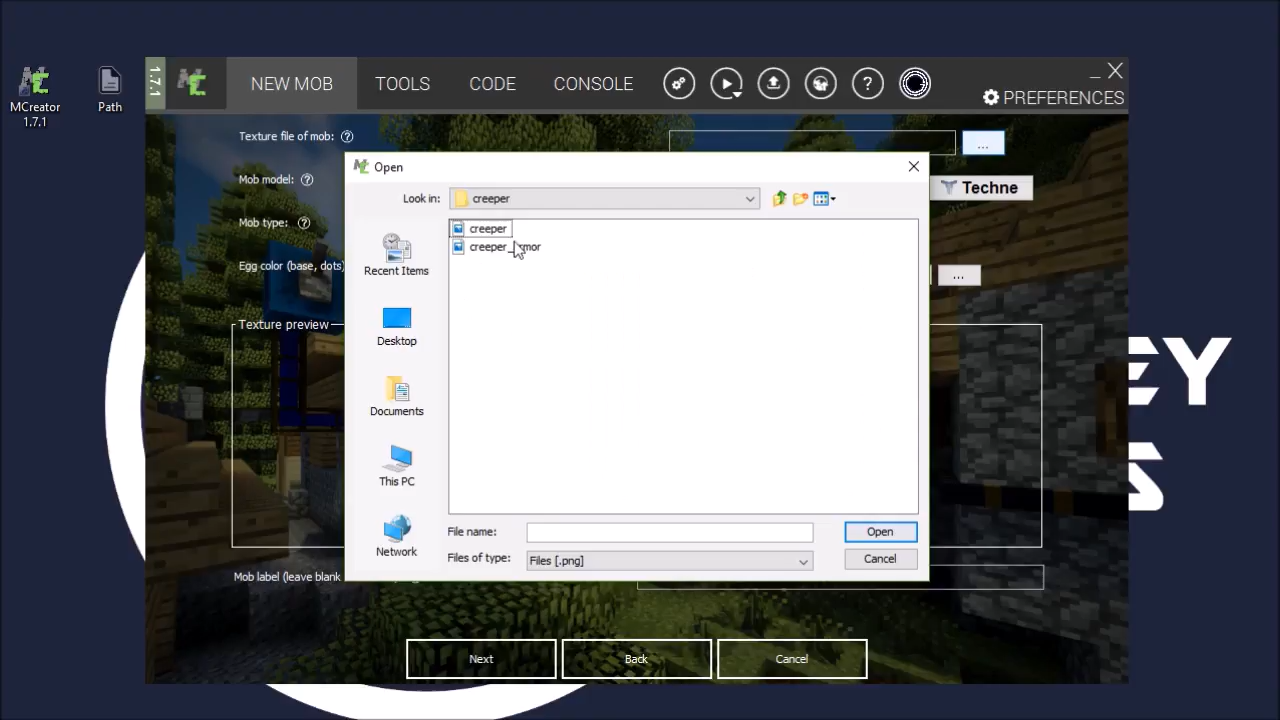 MCreator
1.7.1
Path
1.7.1
NEW MOB
TOOLS
CODE
CONSOLE
?
PREFERENCES
Texture file of mob: ?
...
Mob model: ?
Techne
Mob type: ?
Egg color (base, dots)
...
Texture preview
Mob label (leave blank
Open
Look in:
creeper
creeper
Recent Items
Desktop
Documents
This PC
Network
File name:
Open
Files of type:
Files [.png]
Cancel
Next
Back
Cancel
EY
S